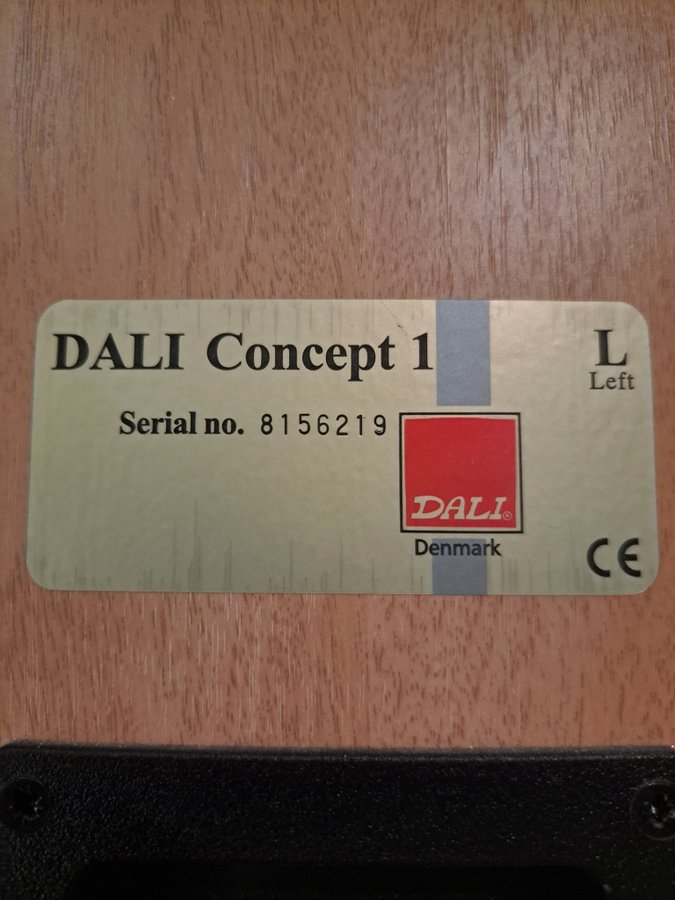 DALI Concept 1
L
Left
Serial no. 8156219
DALI®
Denmark
CE